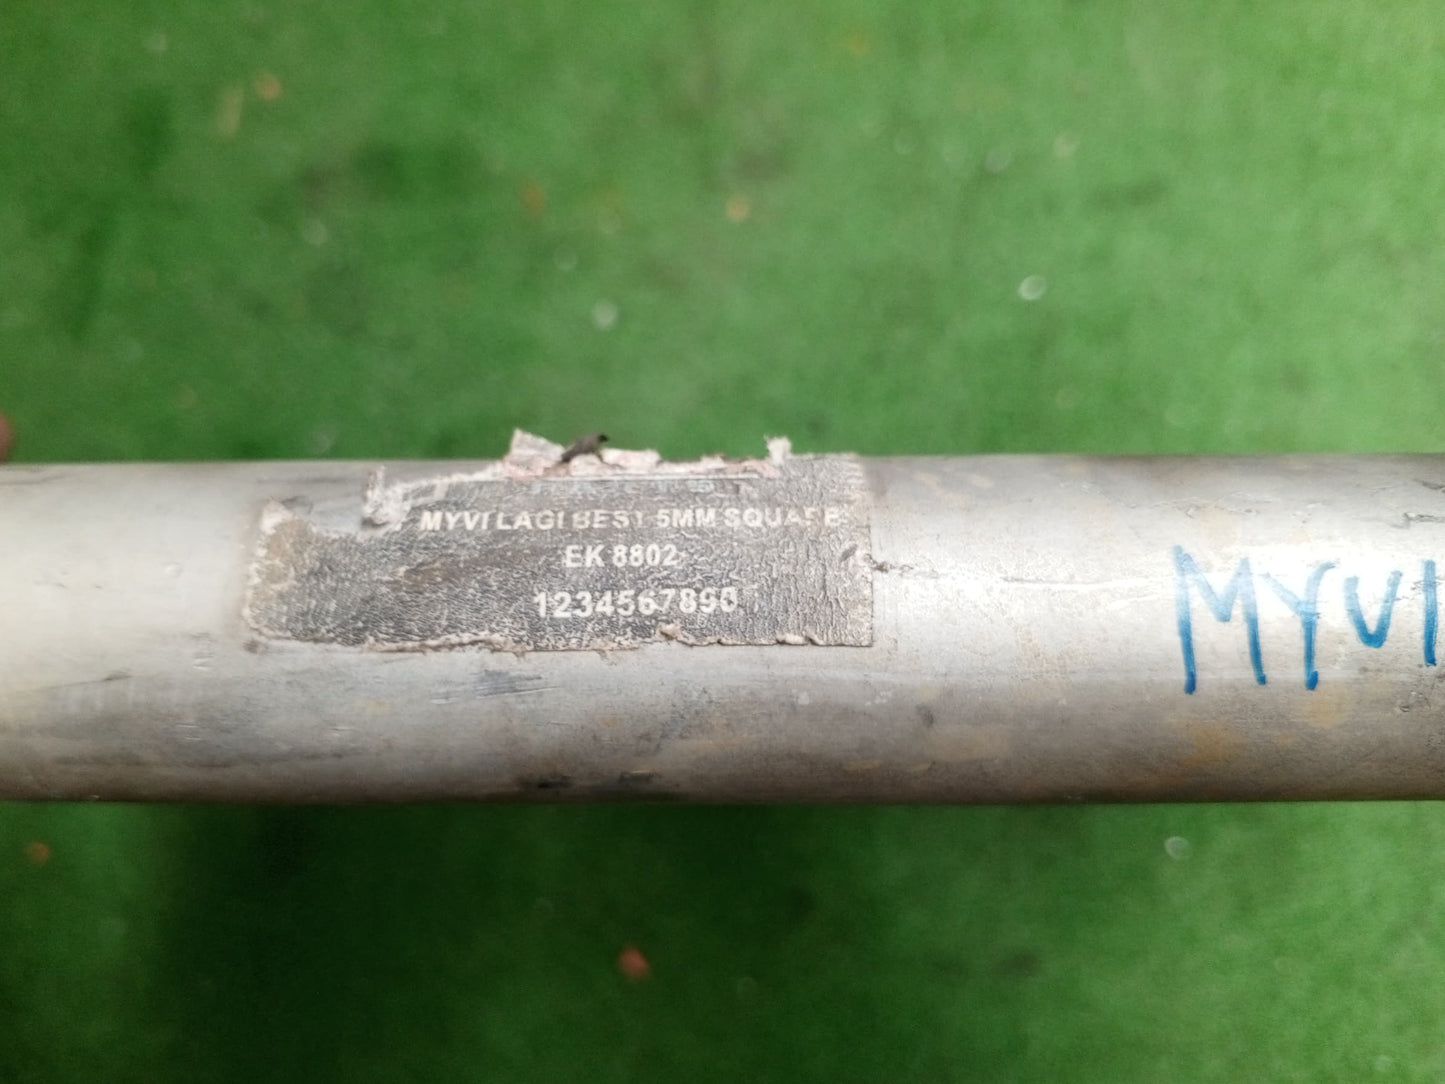 MYVI LAGI BEST 5MM SQUARE
EK 8802
1234567890
MYVI